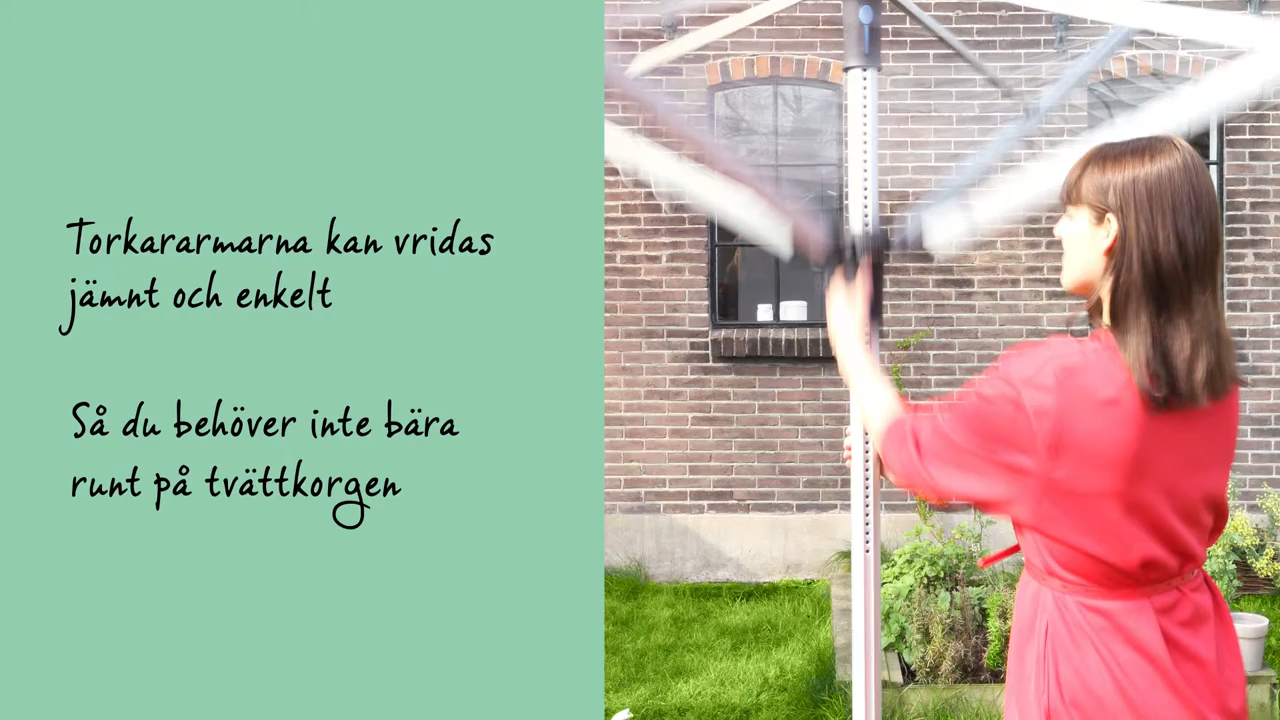 Torkararmarna kan vridas
jämnt och enkelt
Så du behöver inte bära
runt på tvättkorgen